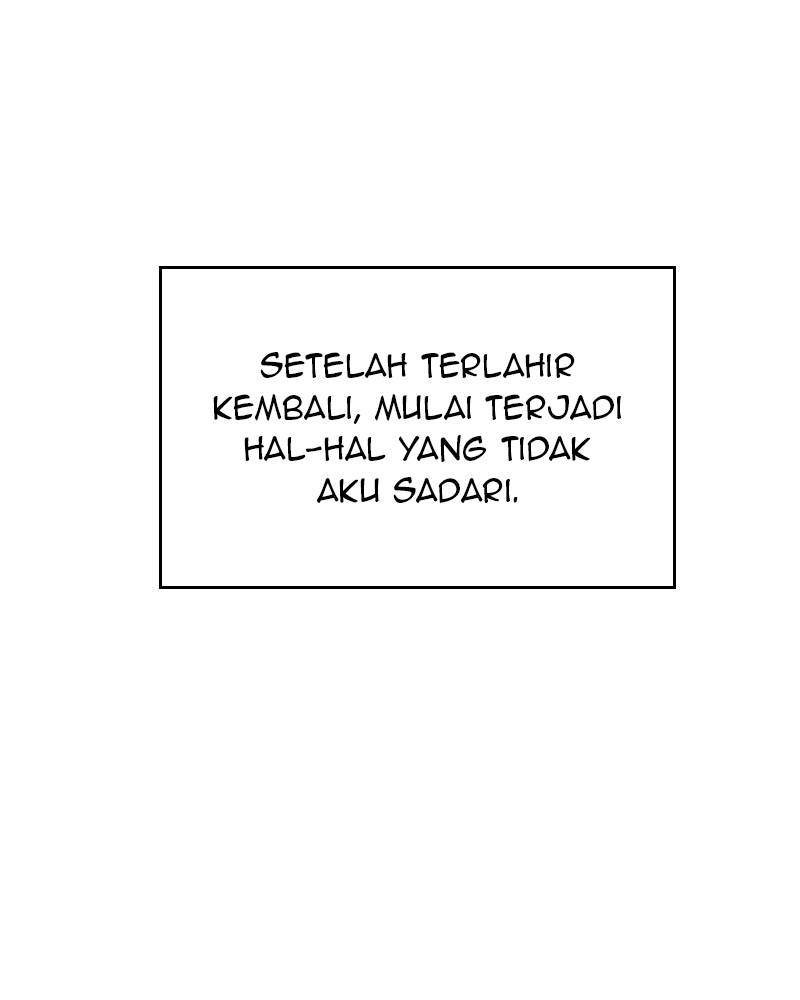 SETELAH TERLAHIR
KEMBALI, MULAI TERJADI
HAL-HAL YANG TIDAK
AKU SADARI.